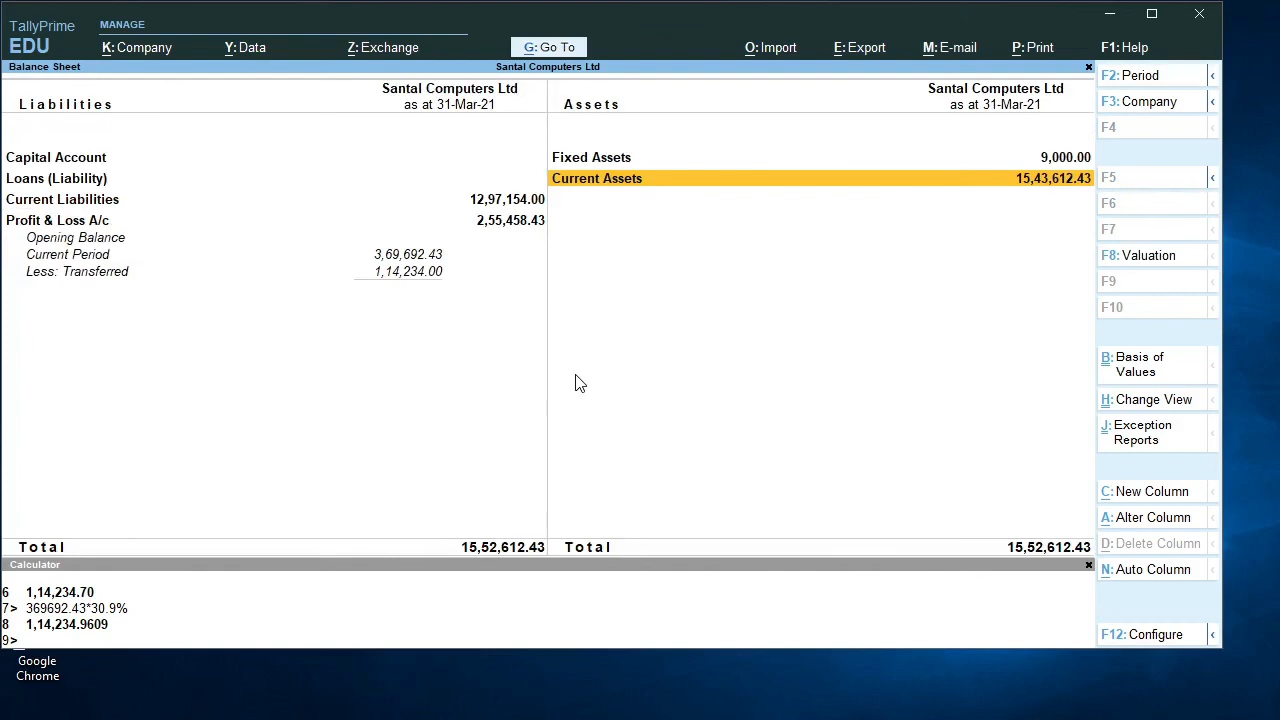 TallyPrime
EDU
MANAGE
K: Company
Y: Data
Z: Exchange
G: Go To
O: Import
E: Export
M: E-mail
P: Print
F1: Help
Balance Sheet
Santal Computers Ltd
Liabilities
Santal Computers Ltd
as at 31-Mar-21
Assets
Santal Computers Ltd
as at 31-Mar-21
Capital Account
Loans (Liability)
Current Liabilities 12,97,154.00
Profit & Loss A/c 2,55,458.43
Opening Balance
Current Period 3,69,692.43
Less: Transferred 1,14,234.00
Fixed Assets 9,000.00
Current Assets 15,43,612.43
Total 15,52,612.43
Total 15,52,612.43
Calculator
6 1,14,234.70
7> 369692.43*30.9%
8 1,14,234.9609
9>
F2: Period
F3: Company
F4
F5
F6
F7
F8: Valuation
F9
F10
B: Basis of
Values
H: Change View
J: Exception
Reports
C: New Column
A: Alter Column
D: Delete Column
N: Auto Column
F12: Configure
Google
Chrome